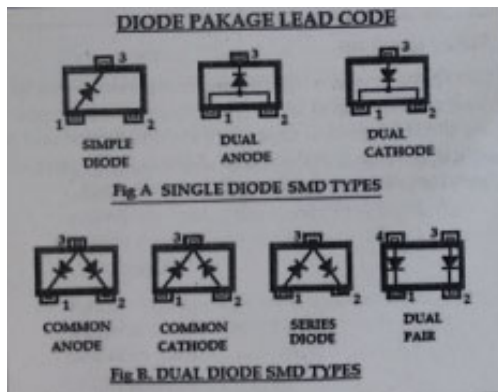 DIODE PAKAGE LEAD CODE
3 3 3
1 2 1 2 1 2
SIMPLE DIODE
DUAL ANODE
DUAL CATHODE
Fig A SINGLE DIODE SMD TYPES
3 3 3 4 3
1 2 1 2 1 2 1 2
COMMON ANODE
COMMON CATHODE
SERIES DIODE
DUAL PAIR
Fig B. DUAL DIODE SMD TYPES